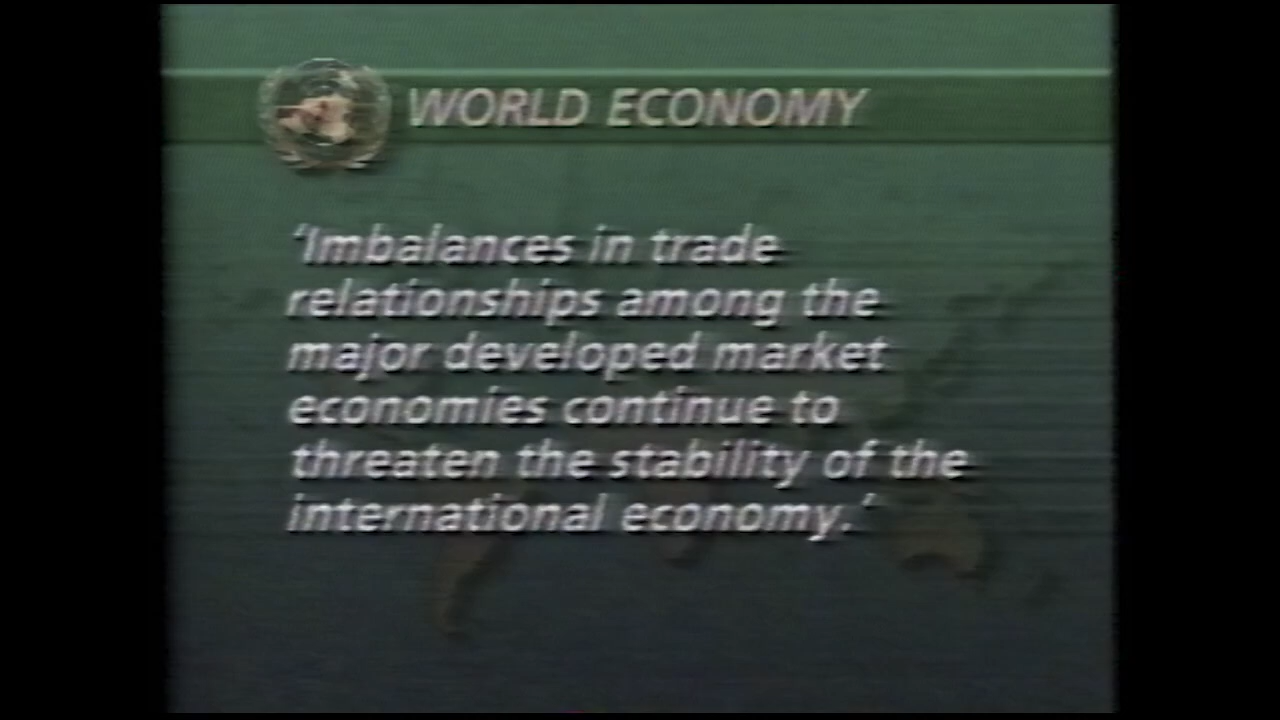 WORLD ECONOMY
‘Imbalances in trade
relationships among the
major developed market
economies continue to
threaten the stability of the
international economy.‘